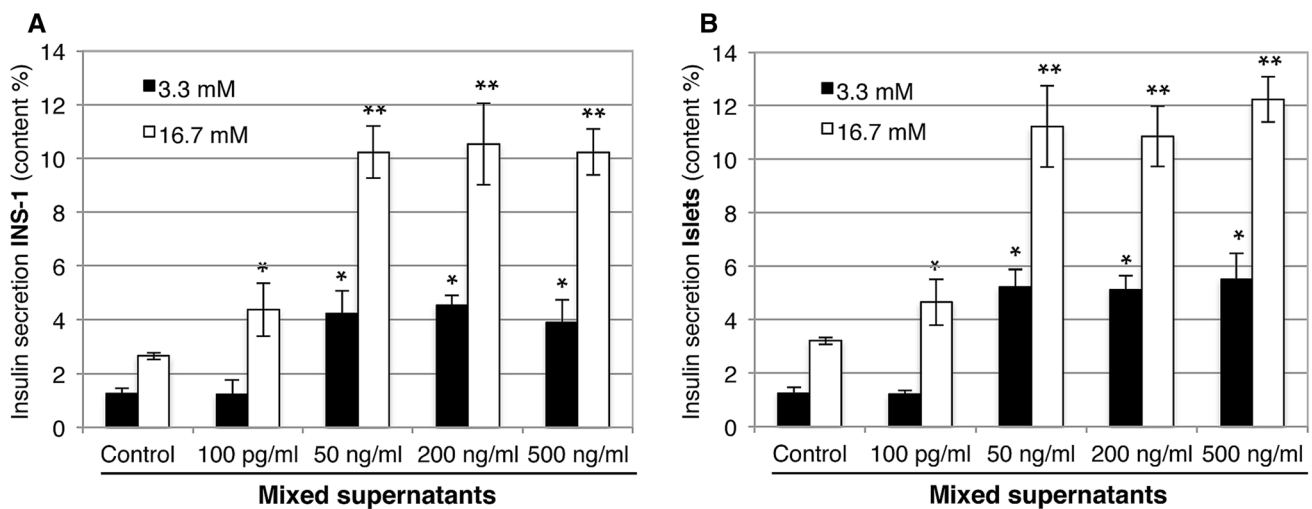 A
Insulin secretion INS-1 (content %)
14
12
10
8
6
4
2
0
3.3 mM
16.7 mM
*
*
**
*
**
*
**
Control 100 pg/ml 50 ng/ml 200 ng/ml 500 ng/ml
Mixed supernatants
B
Insulin secretion Islets (content %)
14
12
10
8
6
4
2
0
3.3 mM
16.7 mM
*
*
**
*
**
*
**
Control 100 pg/ml 50 ng/ml 200 ng/ml 500 ng/ml
Mixed supernatants